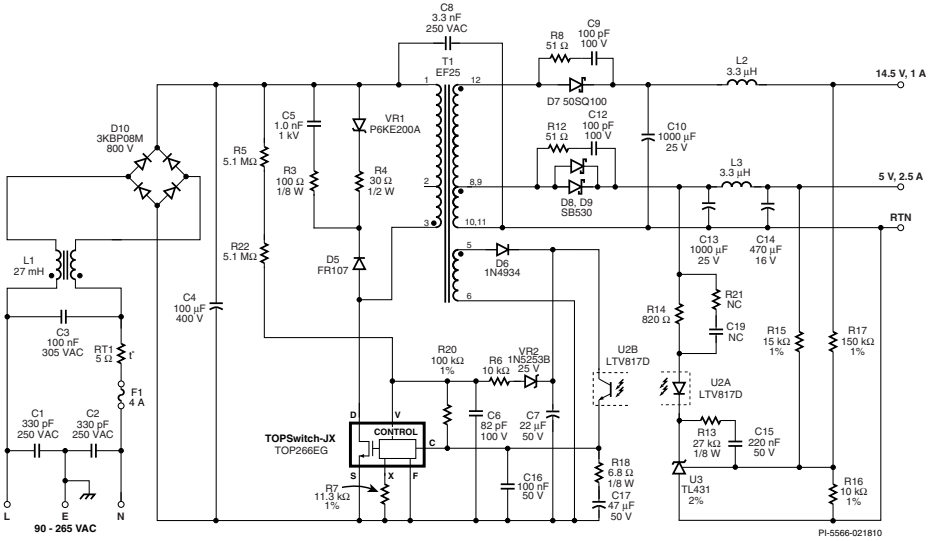 C8
3.3 nF
250 VAC
C9
100 pF
100 V
R8
51 Ω
T1
EF25
L2
3.3 µH
14.5 V, 1 A
1
12
D7 50SQ100
D10
3KBP08M
800 V
C5
1.0 nF
1 kV
VR1
P6KE200A
C12
100 pF
100 V
R12
51 Ω
C10
1000 µF
25 V
R5
5.1 MΩ
R3
100 Ω
1/8 W
R4
30 Ω
1/2 W
L3
3.3 µH
5 V, 2.5 A
2
8,9
D8, D9
SB530
RTN
3
10,11
R22
5.1 MΩ
5
D6
1N4934
C13
1000 µF
25 V
C14
470 µF
16 V
L1
27 mH
D5
FR107
6
C4
100 µF
400 V
R21
NC
R14
820 Ω
C19
NC
C3
100 nF
305 VAC
RT1
5 Ω
t°
R15
15 kΩ
1%
R17
150 kΩ
1%
R20
100 kΩ
1%
R6
10 kΩ
VR2
1N5253B
25 V
U2B
LTV817D
U2A
LTV817D
F1
4 A
C1
330 pF
250 VAC
C2
330 pF
250 VAC
D
V
CONTROL
C
TOPSwitch-JX
TOP266EG
S
X
F
C6
82 pF
100 V
C7
22 µF
50 V
R13
27 kΩ
1/8 W
C15
220 nF
50 V
R7
11.3 kΩ
1%
C16
100 nF
50 V
R18
6.8 Ω
1/8 W
C17
47 µF
50 V
U3
TL431
2%
R16
10 kΩ
1%
L
E
N
90 - 265 VAC
PI-5566-021810